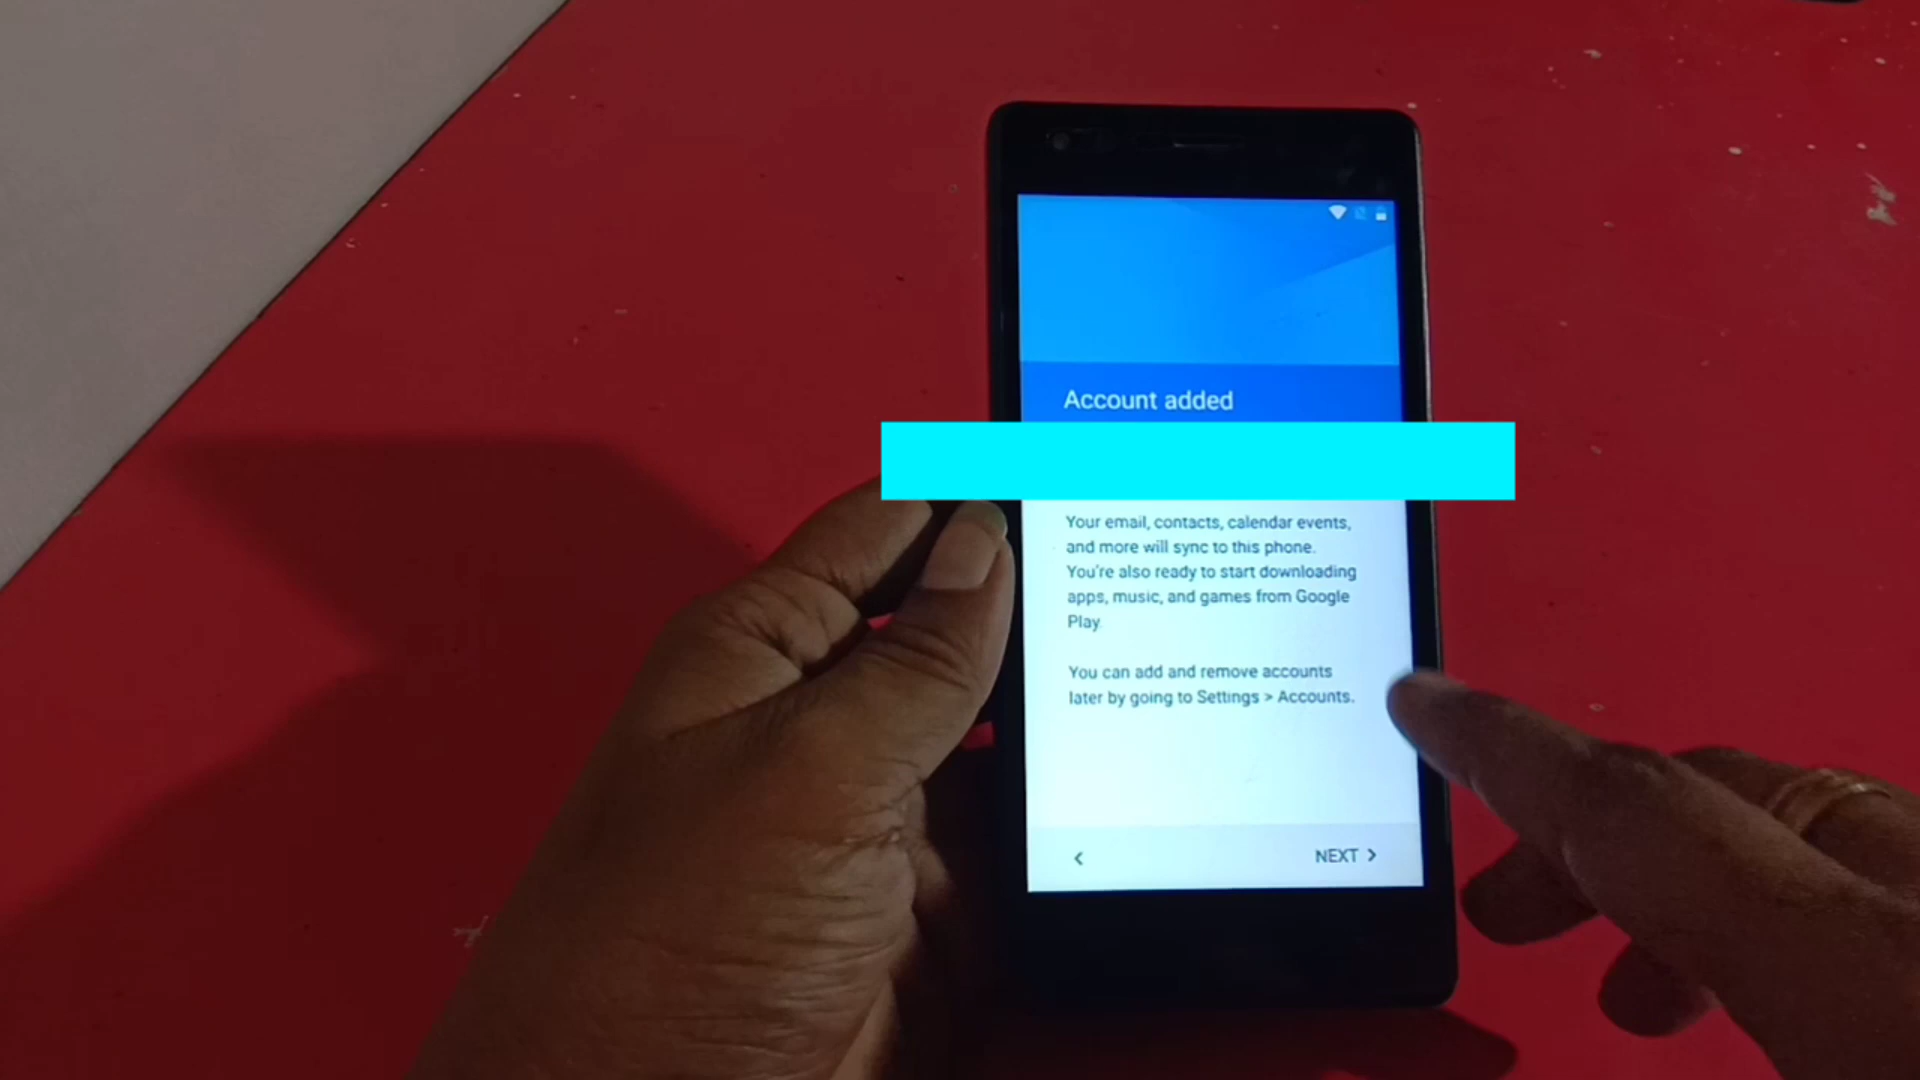 Account added
Your email, contacts, calendar events,
and more will sync to this phone.
You're also ready to start downloading
apps, music, and games from Google
Play.
You can add and remove accounts
later by going to Settings > Accounts.
NEXT